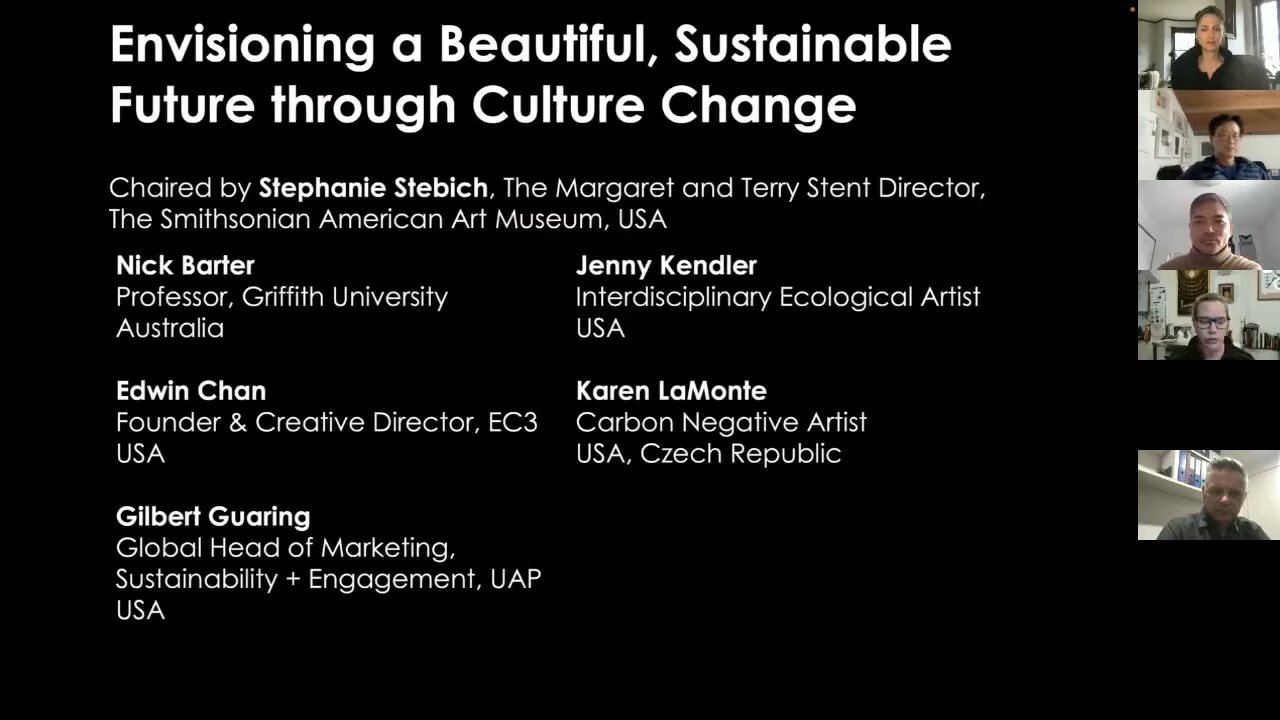 Envisioning a Beautiful, Sustainable
Future through Culture Change
Chaired by Stephanie Stebich, The Margaret and Terry Stent Director,
The Smithsonian American Art Museum, USA
Nick Barter
Professor, Griffith University
Australia
Jenny Kendler
Interdisciplinary Ecological Artist
USA
Edwin Chan
Founder & Creative Director, EC3
USA
Karen LaMonte
Carbon Negative Artist
USA, Czech Republic
Gilbert Guaring
Global Head of Marketing,
Sustainability + Engagement, UAP
USA